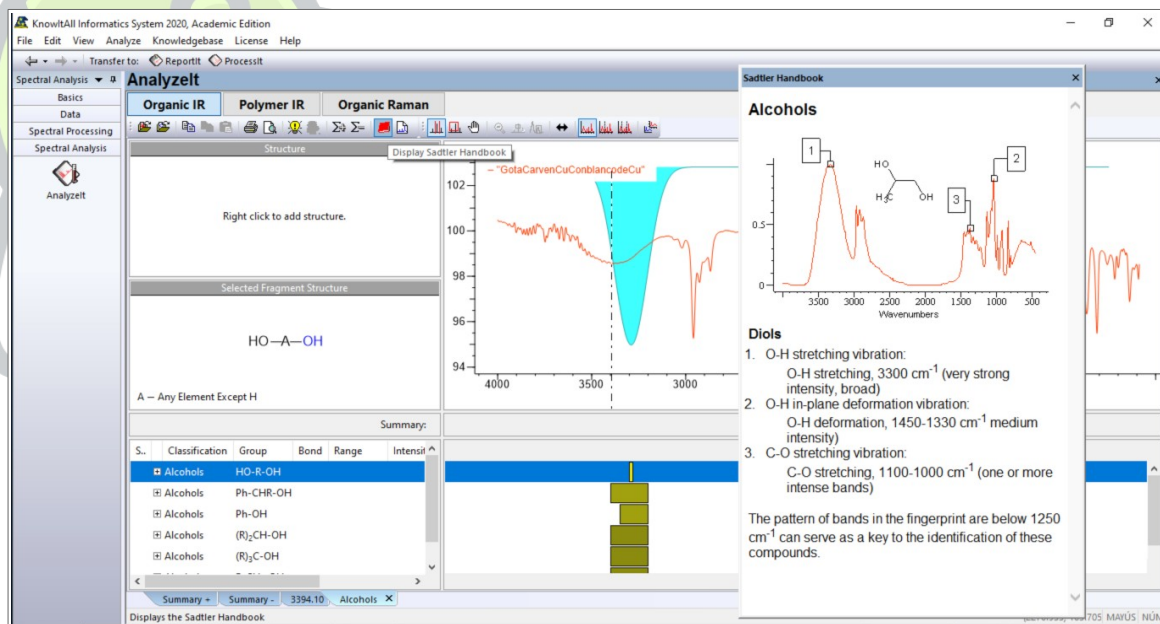 KnowItAll Informatics System 2020, Academic Edition
File Edit View Analyze Knowledgebase License Help
Transfer to: ReportIt ProcessIt
Spectral Analysis
Basics
Data
Spectral Processing
Spectral Analysis
AnalyzeIt
AnalyzeIt
Organic IR Polymer IR Organic Raman
Display Sadtler Handbook
Structure
Right click to add structure.
Selected Fragment Structure
HO—A—OH
A — Any Element Except H
"GotaCarvenCuConblancodeCu"
102
100
98
96
94
4000 3500 3000
Summary:
S.. Classification Group Bond Range Intensit
Alcohols HO-R-OH
Alcohols Ph-CHR-OH
Alcohols Ph-OH
Alcohols (R)₂CH-OH
Alcohols (R)₃C-OH
Summary + Summary - 3394.10 Alcohols X
Displays the Sadtler Handbook
MAYÚS NÚM
Sadtler Handbook
Alcohols
1
2
3
HO
H₃C OH
0.5
0
3500 3000 2500 2000 1500 1000 500
Wavenumbers
Diols
1. O-H stretching vibration:
O-H stretching, 3300 cm⁻¹ (very strong
intensity, broad)
2. O-H in-plane deformation vibration:
O-H deformation, 1450-1330 cm⁻¹ medium
intensity)
3. C-O stretching vibration:
C-O stretching, 1100-1000 cm⁻¹ (one or more
intense bands)
The pattern of bands in the fingerprint are below 1250
cm⁻¹ can serve as a key to the identification of these
compounds.